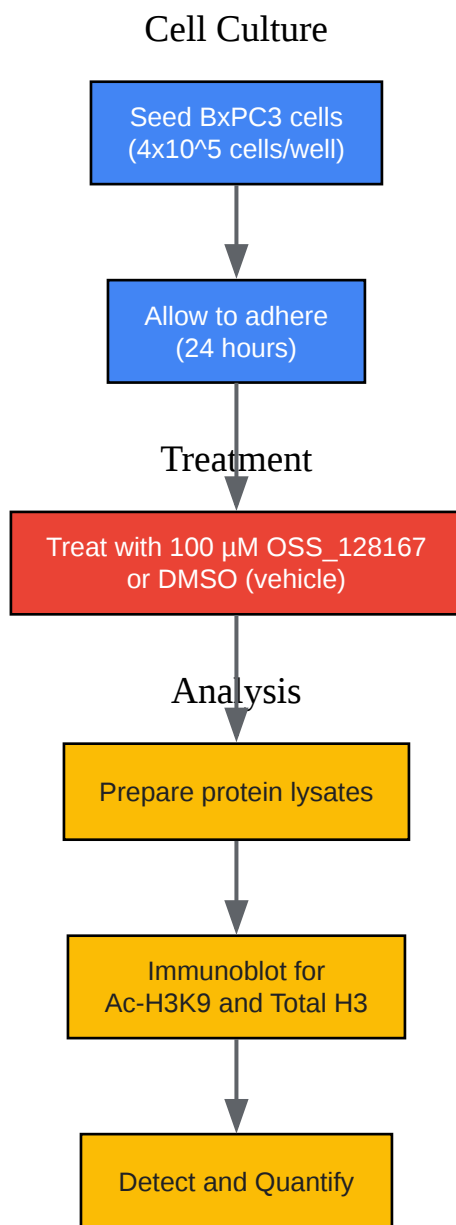 Cell Culture
Seed BxPC3 cells
(4x10^5 cells/well)
Allow to adhere
(24 hours)
Treatment
Treat with 100 µM OSS_128167
or DMSO (vehicle)
Analysis
Prepare protein lysates
Immunoblot for
Ac-H3K9 and Total H3
Detect and Quantify